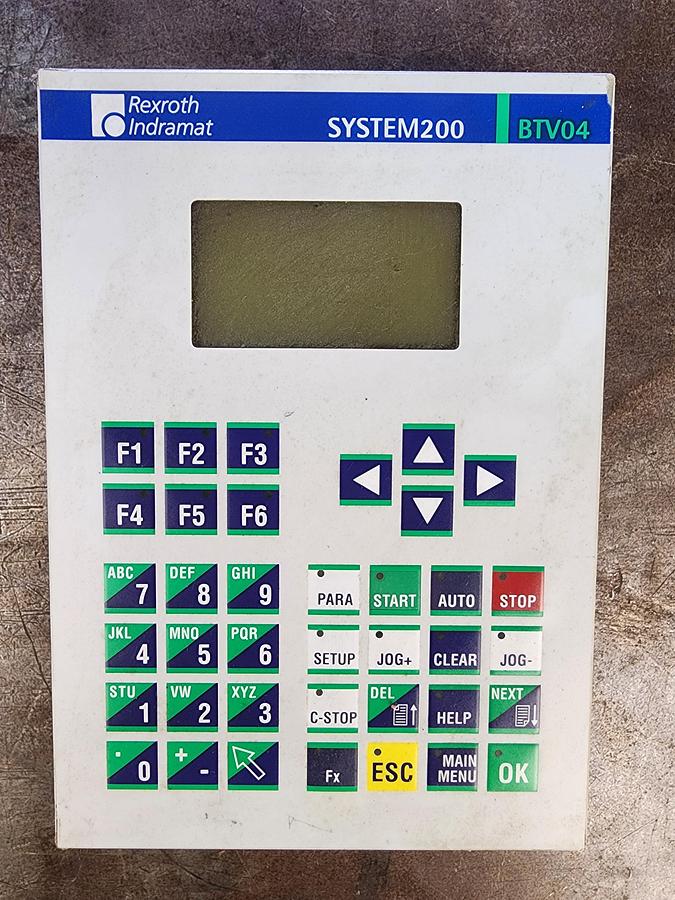 Rexroth
Indramat
SYSTEM200
BTV04
F1 F2 F3
F4 F5 F6
ABC DEF GHI
7 8 9
PARA START AUTO STOP
JKL MNO PQR
4 5 6
SETUP JOG+ CLEAR JOG-
STU VW XYZ
1 2 3
C-STOP DEL HELP NEXT
. + -
0
Fx ESC MAIN
MENU OK